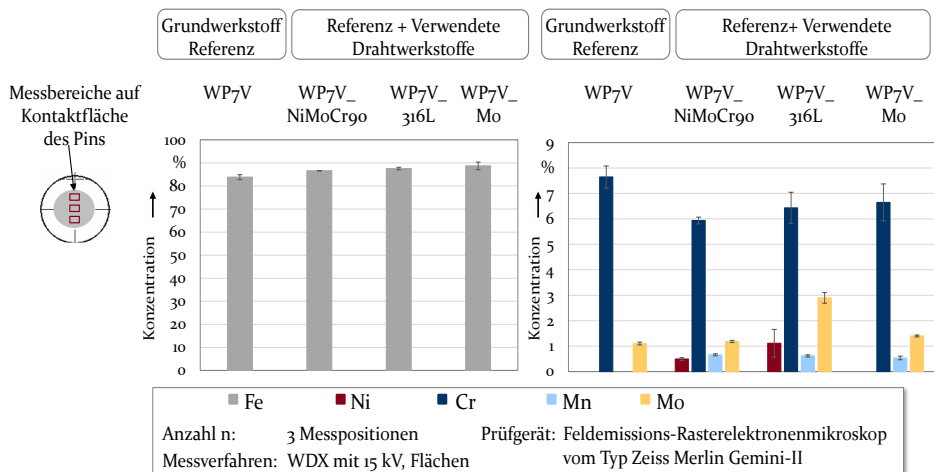 Grundwerkstoff
Referenz
Referenz + Verwendete
Drahtwerkstoffe
Grundwerkstoff
Referenz
Referenz+ Verwendete
Drahtwerkstoffe
Messbereiche auf
Kontaktfläche
des Pins
WP7V
WP7V_
NiMoCr90
WP7V_
316L
WP7V_
Mo
WP7V
WP7V_
NiMoCr90
WP7V_
316L
WP7V_
Mo
Konzentration
100
%
80
70
60
50
40
30
20
10
0
Konzentration
9
%
7
6
5
4
3
2
1
0
Fe Ni Cr Mn Mo
Anzahl n: 3 Messpositionen
Messverfahren: WDX mit 15 kV, Flächen
Prüfgerät: Feldemissions-Rasterelektronenmikroskop
vom Typ Zeiss Merlin Gemini-II